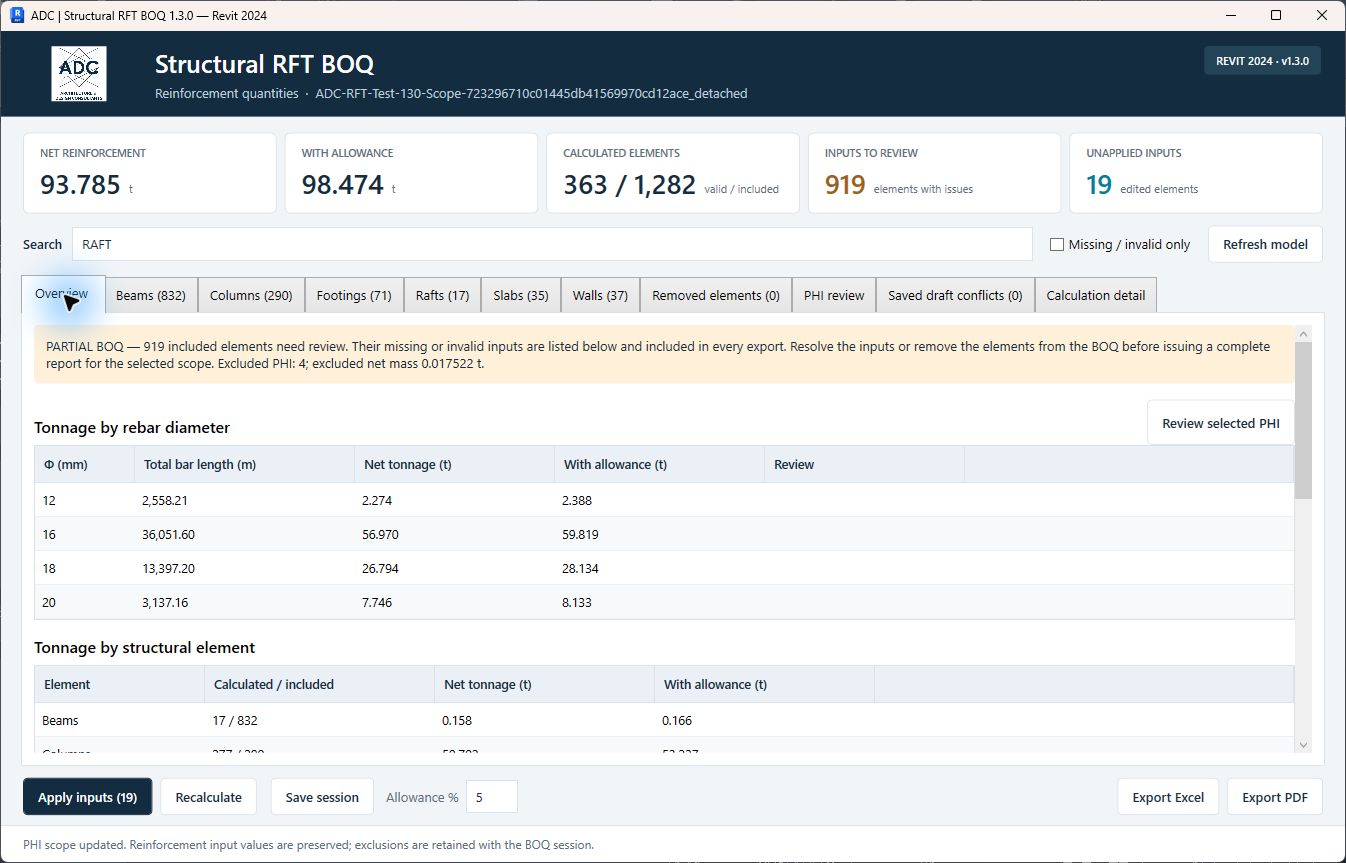 ADC | Structural RFT BOQ 1.3.0 — Revit 2024
ADC
ARCHITECTURE &
DESIGN CONSULTANTS
Structural RFT BOQ
Reinforcement quantities · ADC-RFT-Test-130-Scope-723296710c01445db41569970cd12ace_detached
REVIT 2024 · v1.3.0
NET REINFORCEMENT
93.785 t
WITH ALLOWANCE
98.474 t
CALCULATED ELEMENTS
363 / 1,282 valid / included
INPUTS TO REVIEW
919 elements with issues
UNAPPLIED INPUTS
19 edited elements
Search RAFT
Missing / invalid only
Refresh model
Overview Beams (832) Columns (290) Footings (71) Rafts (17) Slabs (35) Walls (37) Removed elements (0) PHI review Saved draft conflicts (0) Calculation detail
PARTIAL BOQ — 919 included elements need review. Their missing or invalid inputs are listed below and included in every export. Resolve the inputs or remove the elements from the BOQ before issuing a complete
report for the selected scope. Excluded PHI: 4; excluded net mass 0.017522 t.
Tonnage by rebar diameter
Review selected PHI
Φ (mm) Total bar length (m) Net tonnage (t) With allowance (t) Review
12 2,558.21 2.274 2.388
16 36,051.60 56.970 59.819
18 13,397.20 26.794 28.134
20 3,137.16 7.746 8.133
Tonnage by structural element
Element Calculated / included Net tonnage (t) With allowance (t)
Beams 17 / 832 0.158 0.166
Apply inputs (19) Recalculate Save session Allowance % 5 Export Excel Export PDF
PHI scope updated. Reinforcement input values are preserved; exclusions are retained with the BOQ session.